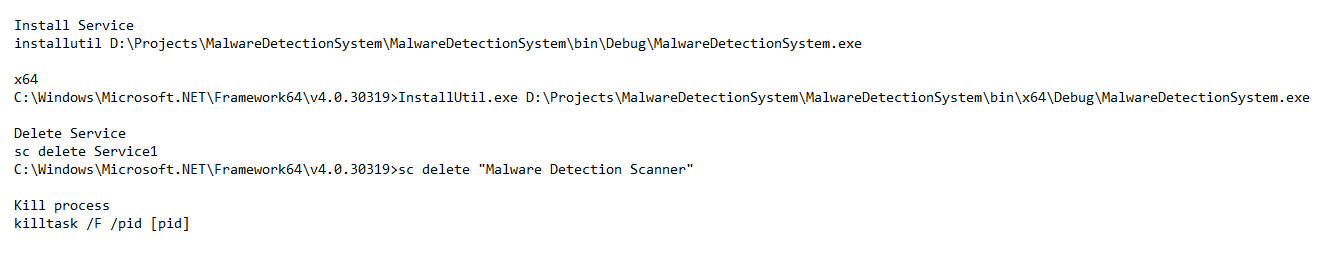 Install Service
installutil D:\Projects\MalwareDetectionSystem\MalwareDetectionSystem\bin\Debug\MalwareDetectionSystem.exe
x64
C:\Windows\Microsoft.NET\Framework64\v4.0.30319>InstallUtil.exe D:\Projects\MalwareDetectionSystem\MalwareDetectionSystem\bin\x64\Debug\MalwareDetectionSystem.exe
Delete Service
sc delete Service1
C:\Windows\Microsoft.NET\Framework64\v4.0.30319>sc delete "Malware Detection Scanner"
Kill process
killtask /F /pid [pid]